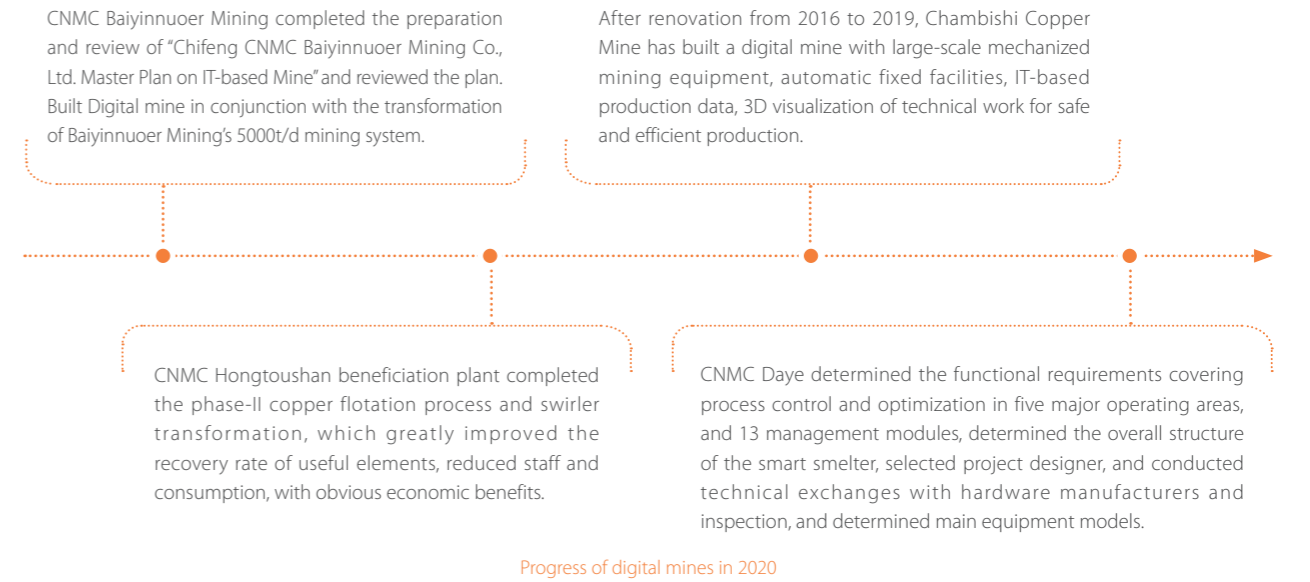 CNMC Baiyinnuoer Mining completed the preparation
and review of “Chifeng CNMC Baiyinnuoer Mining Co.,
Ltd. Master Plan on IT-based Mine” and reviewed the plan.
Built Digital mine in conjunction with the transformation
of Baiyinnuoer Mining’s 5000t/d mining system.
After renovation from 2016 to 2019, Chambishi Copper
Mine has built a digital mine with large-scale mechanized
mining equipment, automatic fixed facilities, IT-based
production data, 3D visualization of technical work for safe
and efficient production.
CNMC Hongtoushan beneficiation plant completed
the phase-II copper flotation process and swirler
transformation, which greatly improved the
recovery rate of useful elements, reduced staff and
consumption, with obvious economic benefits.
CNMC Daye determined the functional requirements covering
process control and optimization in five major operating areas,
and 13 management modules, determined the overall structure
of the smart smelter, selected project designer, and conducted
technical exchanges with hardware manufacturers and
inspection, and determined main equipment models.
Progress of digital mines in 2020